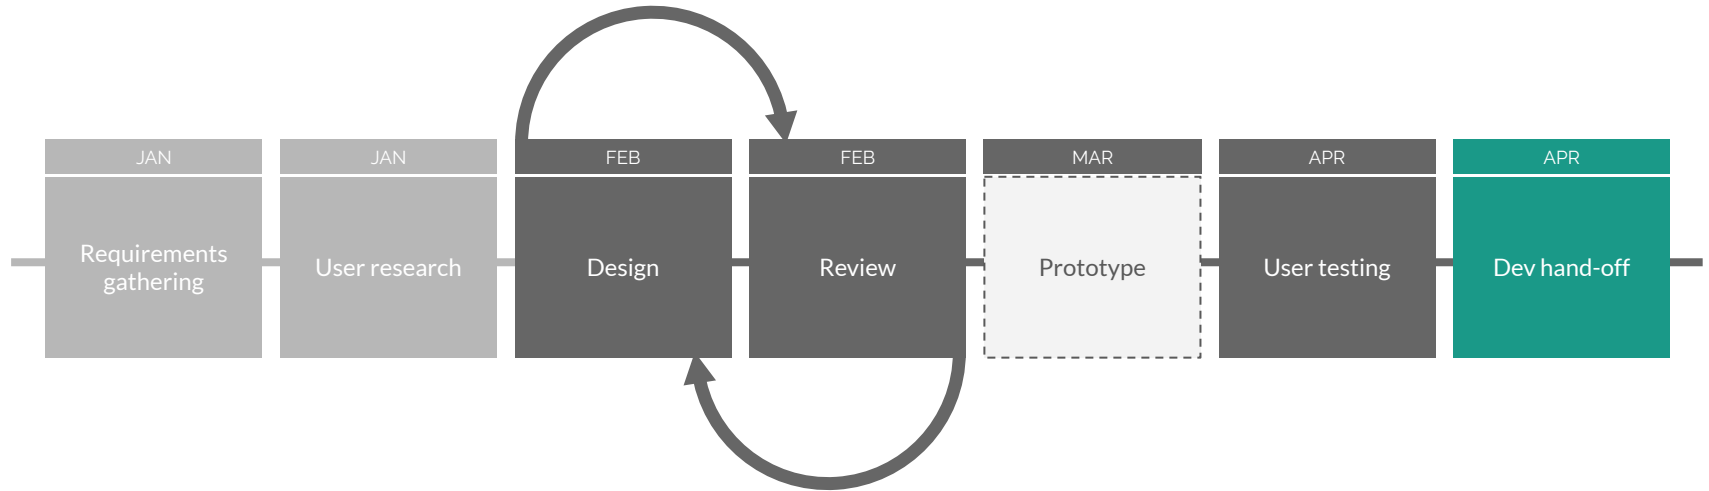 JAN
Requirements
gathering
JAN
User research
FEB
Design
FEB
Review
MAR
Prototype
APR
User testing
APR
Dev hand-off